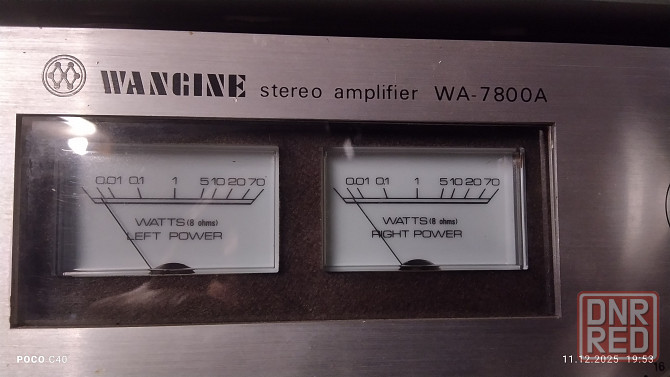 WANGINE stereo amplifier WA-7800A
0.01 0.1 1 5 10 20 70
WATTS (8 ohms)
LEFT POWER
0.01 0.1 1 5 10 20 70
WATTS (8 ohms)
RIGHT POWER
DNR
RED
POCO C40
11.12.2025 19:53
16